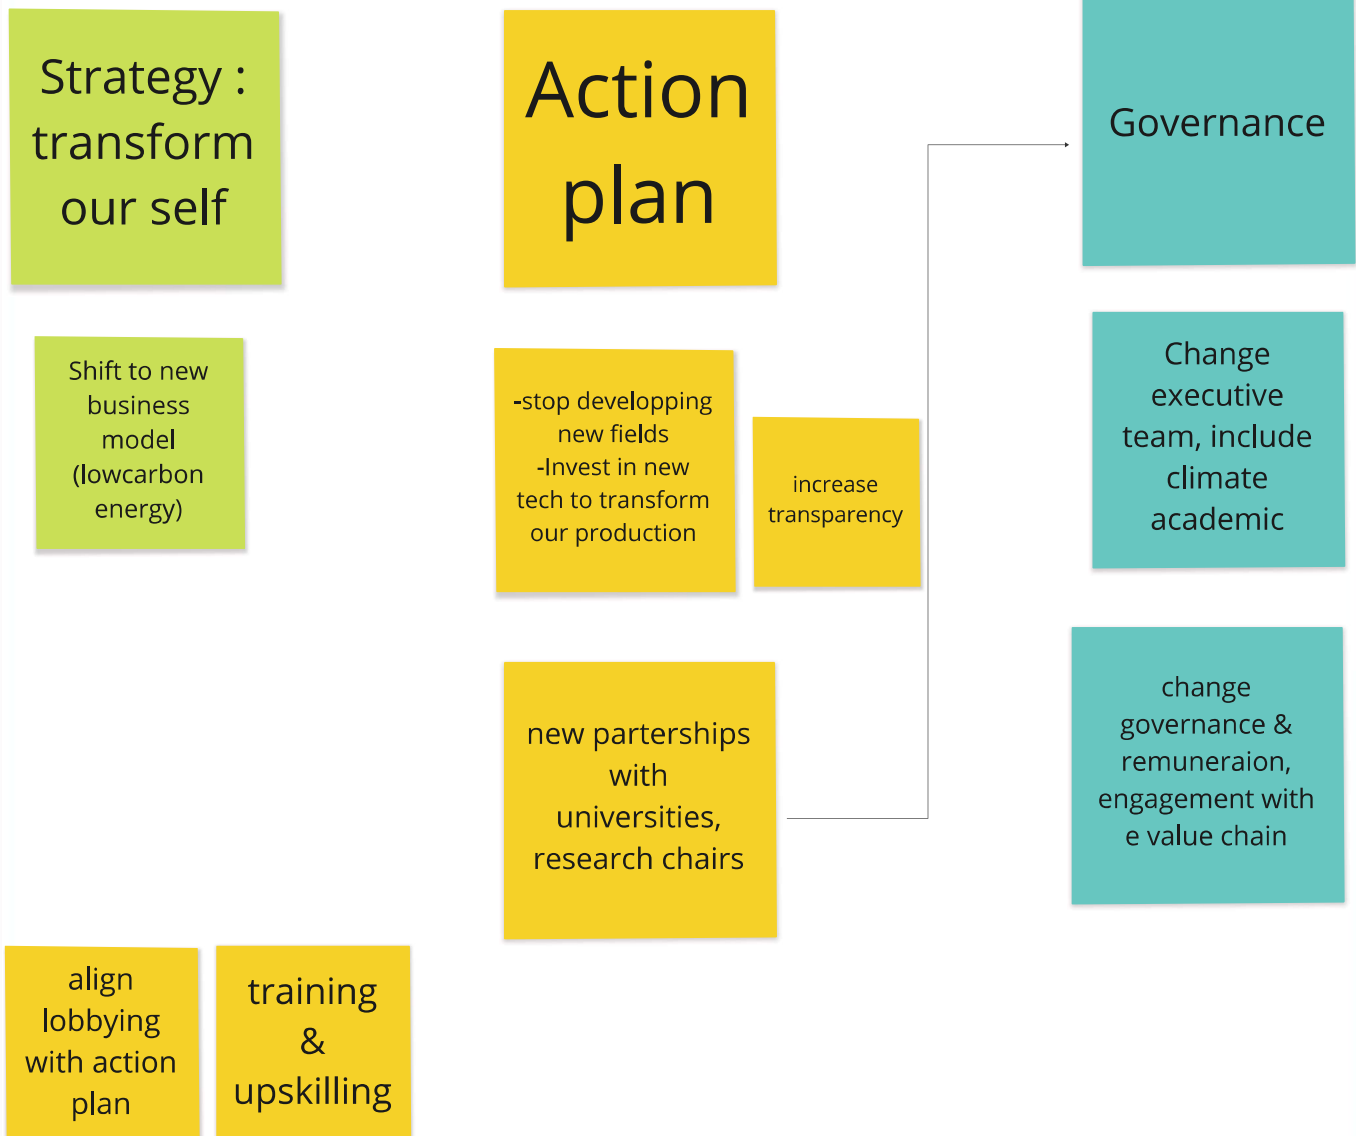 Strategy :
transform
our self
Action
plan
Governance
Shift to new
business
model
(lowcarbon
energy)
-stop developping
new fields
-Invest in new
tech to transform
our production
increase
transparency
Change
executive
team, include
climate
academic
new parterships
with
universities,
research chairs
change
governance &
remuneraion,
engagement with
e value chain
align
lobbying
with action
plan
training
&
upskilling